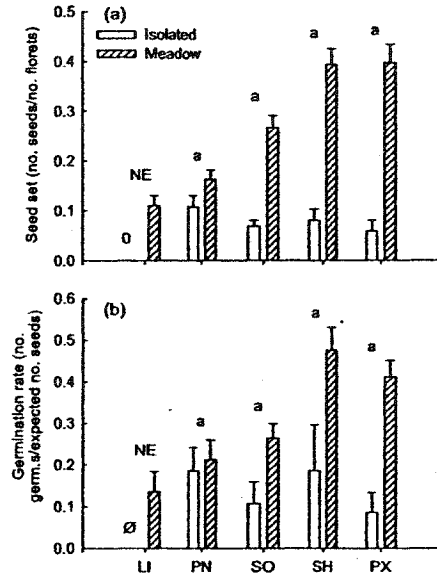 (a)
Isolated
Meadow
Seed set (no. seeds/no. florets)
0.5
0.4
0.3
0.2
0.1
0.0
0
NE
a
a
a
a
(b)
Germination rate (no.
germ.s/expected no. seeds)
0.6
0.5
0.4
0.3
0.2
0.1
0.0
Ø
NE
a
a
a
a
LI PN SO SH PX